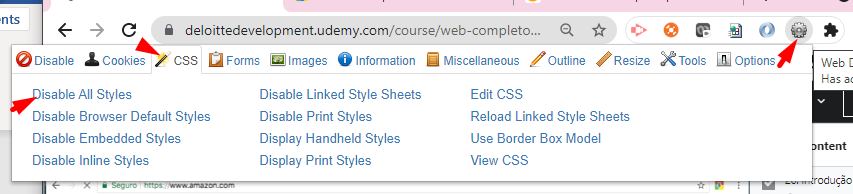 ents
deloittedevelopment.udemy.com/course/web-completo...
Disable Cookies CSS Forms Images Information Miscellaneous Outline Resize Tools Options
Web D
Has ac
Disable All Styles Disable Linked Style Sheets Edit CSS
Disable Browser Default Styles Disable Print Styles Reload Linked Style Sheets
Disable Embedded Styles Display Handheld Styles Use Border Box Model
Disable Inline Styles Display Print Styles View CSS
ontent
Seguro https://www.amazon.com
Introdução